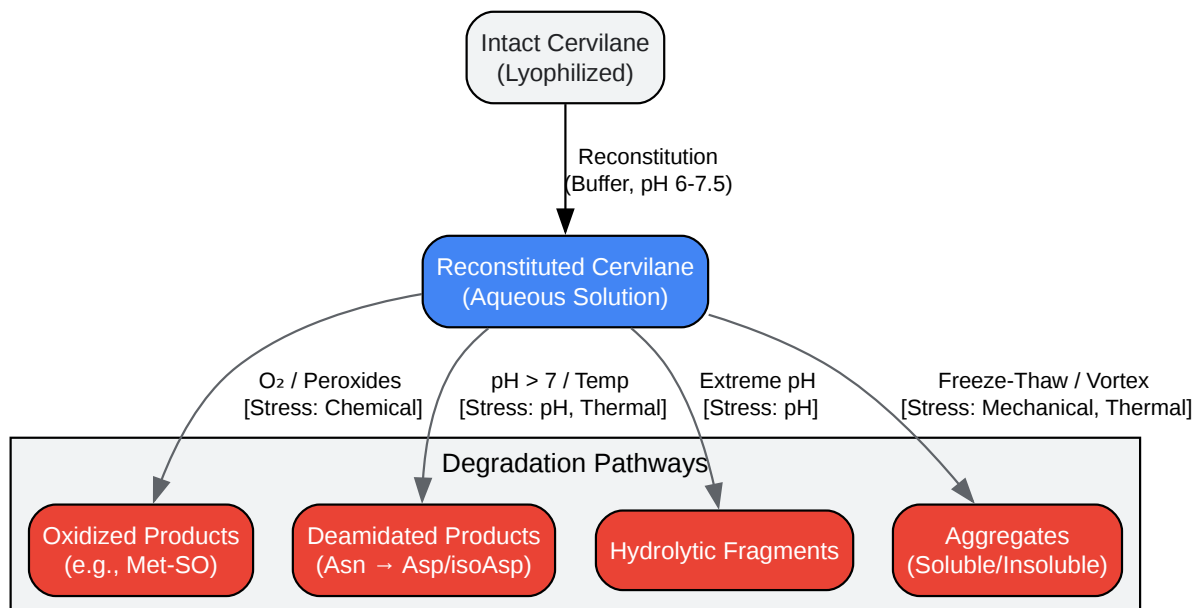 Intact Cervilane
(Lyophilized)
Reconstitution
(Buffer, pH 6-7.5)
Reconstituted Cervilane
(Aqueous Solution)
O₂ / Peroxides
[Stress: Chemical]
pH > 7 / Temp
[Stress: pH, Thermal]
Extreme pH
[Stress: pH]
Freeze-Thaw / Vortex
[Stress: Mechanical, Thermal]
Degradation Pathways
Oxidized Products
(e.g., Met-SO)
Deamidated Products
(Asn → Asp/isoAsp)
Hydrolytic Fragments
Aggregates
(Soluble/Insoluble)